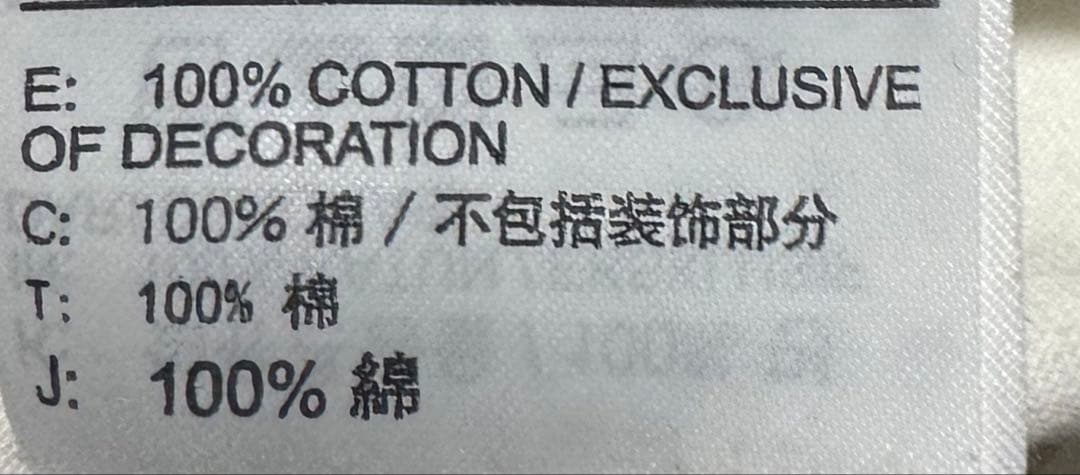 E: 100% COTTON / EXCLUSIVE
OF DECORATION
C: 100% 棉 / 不包括装饰部分
T: 100% 棉
J: 100% 綿